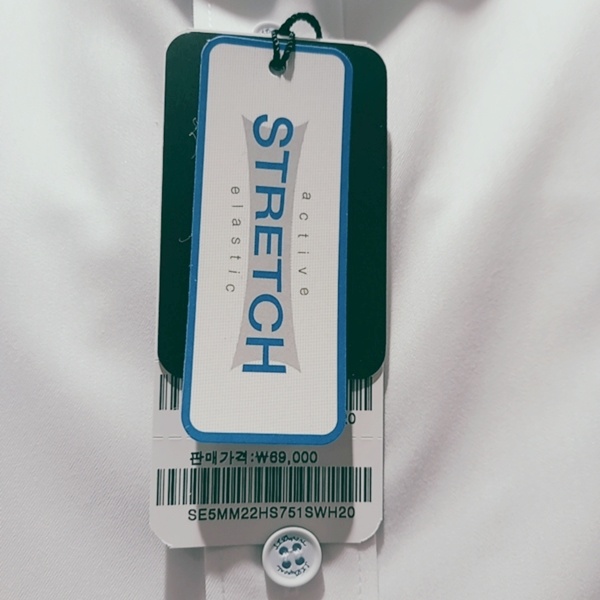 active
STRETCH
elastic
판매가격:₩69,000
SE5MM22HS751SWH20